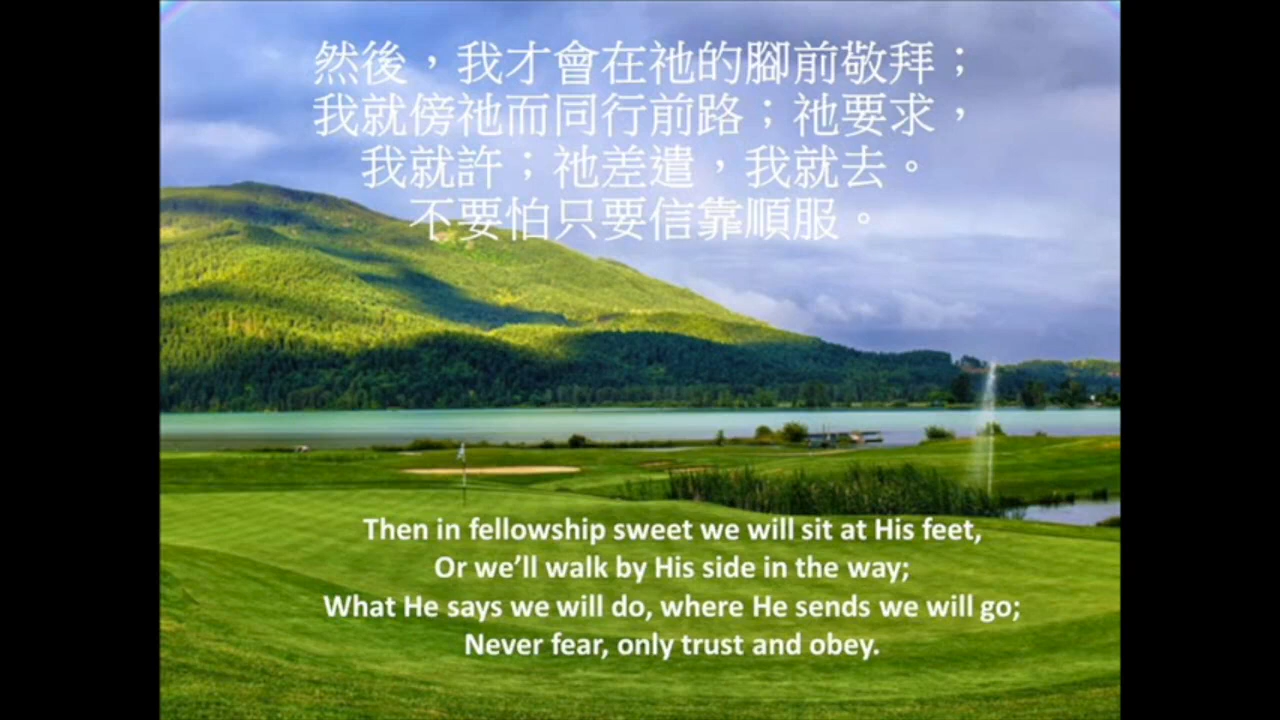 然後，我才會在祂的腳前敬拜；
我就傍祂而同行前路；祂要求，
我就許；祂差遣，我就去。
不要怕只要信靠順服。
Then in fellowship sweet we will sit at His feet,
Or we’ll walk by His side in the way;
What He says we will do, where He sends we will go;
Never fear, only trust and obey.